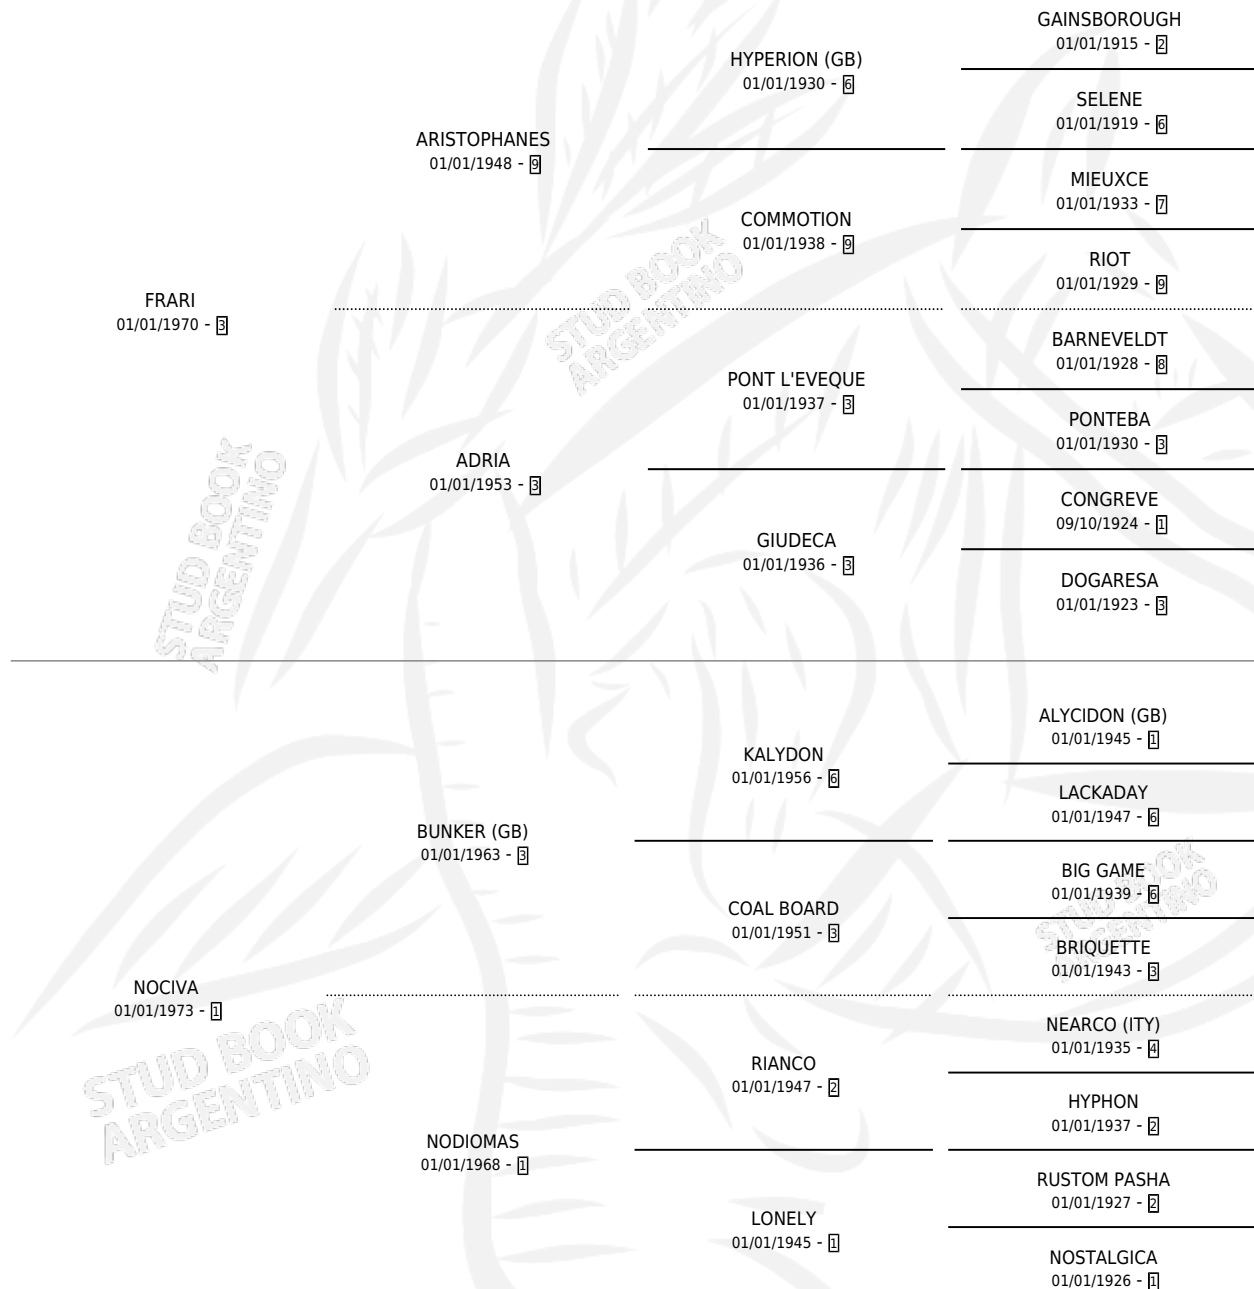 GAINSBOROUGH
01/01/1915 - 2
HYPERION (GB)
01/01/1930 - 6
SELENE
01/01/1919 - 6
ARISTOPHANES
01/01/1948 - 9
MIEUXCE
01/01/1933 - 7
COMMOTION
01/01/1938 - 9
RIOT
01/01/1929 - 9
FRARI
01/01/1970 - 3
BARNEVELDT
01/01/1928 - 8
PONT L'EVEQUE
01/01/1937 - 3
PONTEBA
01/01/1930 - 3
ADRIA
01/01/1953 - 3
CONGREVE
09/10/1924 - 1
GIUDECA
01/01/1936 - 3
DOGARESA
01/01/1923 - 3
STUD BOOK
ARGENTINO
STUD BOOK
ARGENTINO
ALYCIDON (GB)
01/01/1945 - 1
KALYDON
01/01/1956 - 6
LACKADAY
01/01/1947 - 6
BUNKER (GB)
01/01/1963 - 3
BIG GAME
01/01/1939 - 6
COAL BOARD
01/01/1951 - 3
BRIQUETTE
01/01/1943 - 3
STUD BOOK
ARGENTINO
NOCIVA
01/01/1973 - 1
NEARCO (ITY)
01/01/1935 - 4
RIANCO
01/01/1947 - 2
HYPHON
01/01/1937 - 2
NODIOMAS
01/01/1968 - 1
RUSTOM PASHA
01/01/1927 - 2
LONELY
01/01/1945 - 1
NOSTALGICA
01/01/1926 - 1
STUD BOOK
ARGENTINO